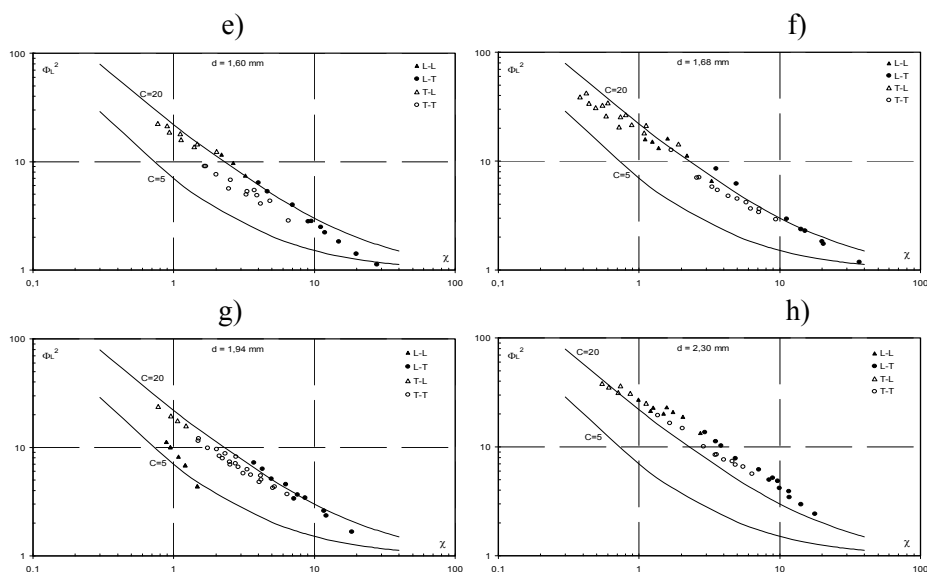 e)
f)
100
ΦL²
d = 1,60 mm
L-L
L-T
T-L
T-T
C=20
10
C=5
1
χ
0,1
1
10
100
100
ΦL²
d = 1,68 mm
L-L
L-T
T-L
T-T
C=20
10
C=5
1
χ
0,1
1
10
100
g)
h)
100
ΦL²
d = 1,94 mm
L-L
L-T
T-L
T-T
C=20
10
C=5
1
χ
0,1
1
10
100
100
ΦL²
d = 2,30 mm
L-L
L-T
T-L
T-T
C=20
10
C=5
1
χ
0,1
1
10
100